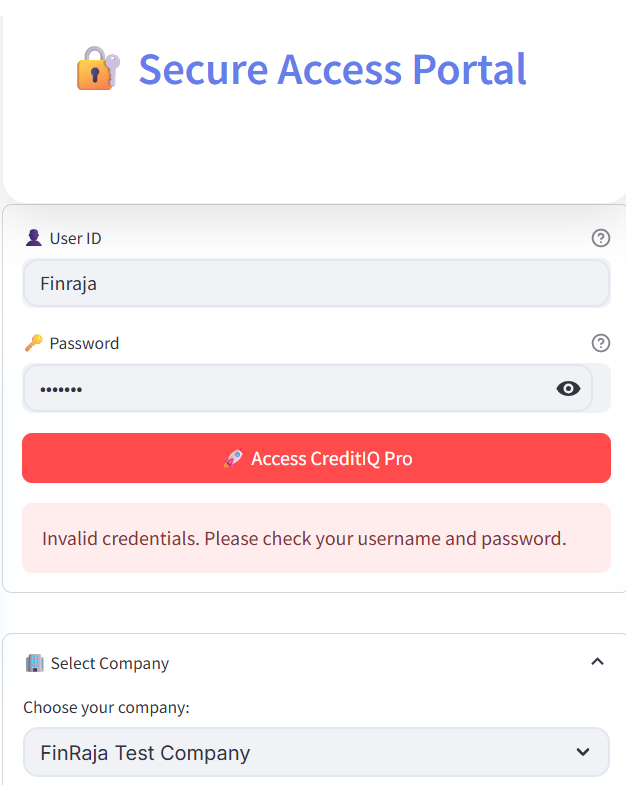 Secure Access Portal
User ID
Finraja
Password
•••••••
Access CreditIQ Pro
Invalid credentials. Please check your username and password.
Select Company
Choose your company:
FinRaja Test Company